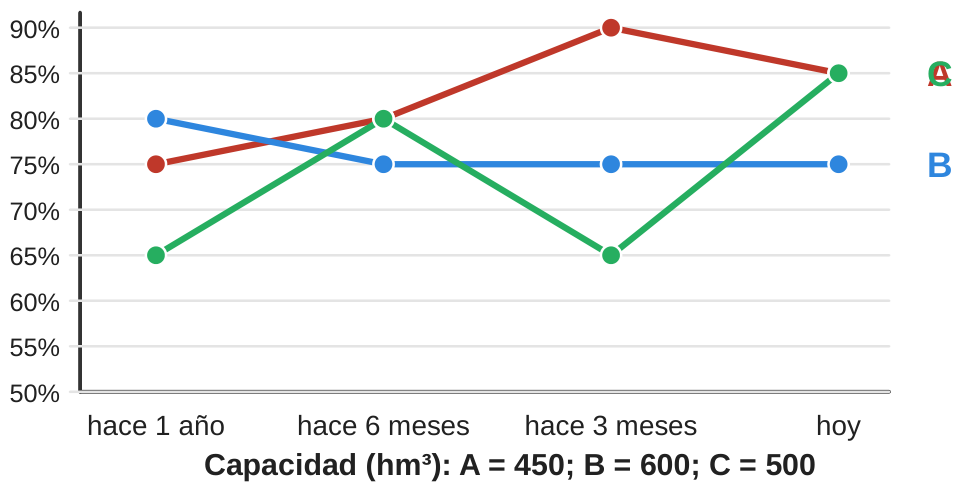 90%
85%
80%
75%
70%
65%
60%
55%
50%
A
C
B
hace 1 año hace 6 meses hace 3 meses hoy
Capacidad (hm³): A = 450; B = 600; C = 500